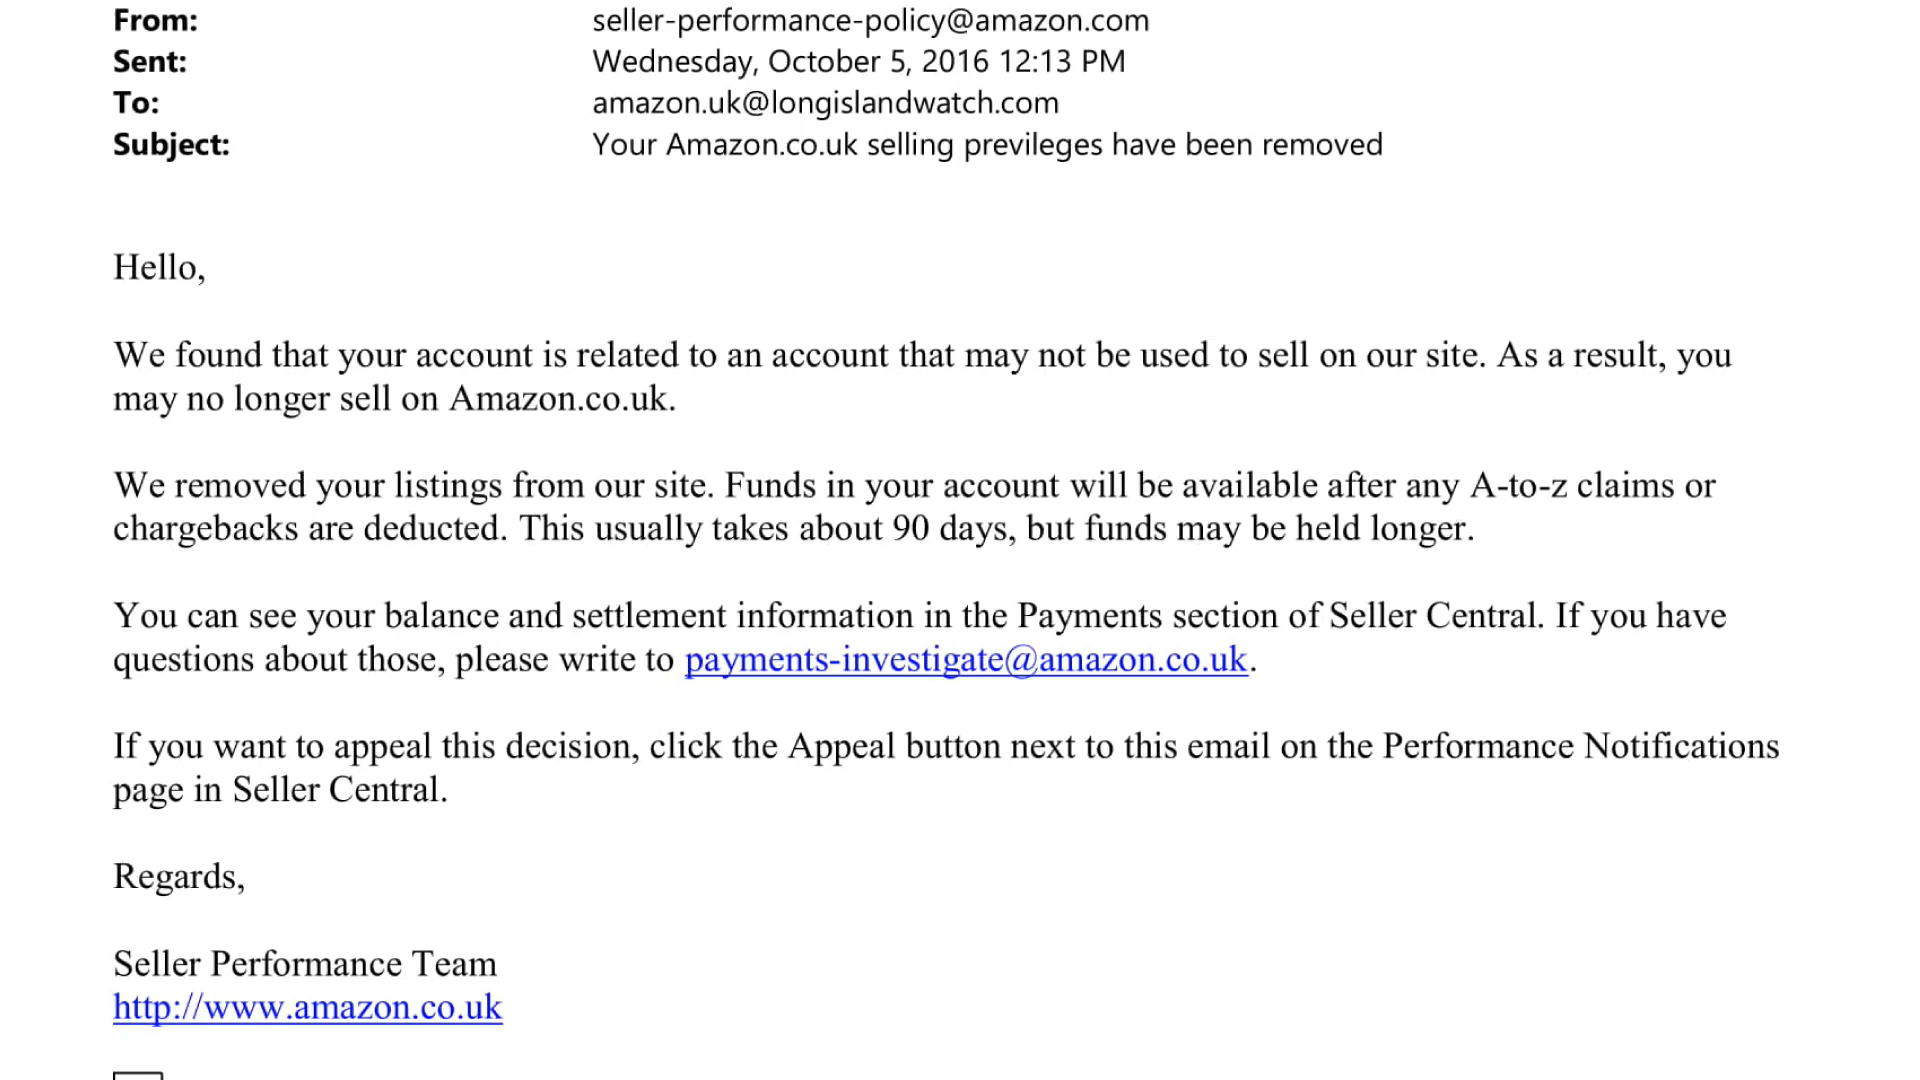 From: seller-performance-policy@amazon.com
Sent: Wednesday, October 5, 2016 12:13 PM
To: amazon.uk@longislandwatch.com
Subject: Your Amazon.co.uk selling previleges have been removed
Hello,
We found that your account is related to an account that may not be used to sell on our site. As a result, you
may no longer sell on Amazon.co.uk.
We removed your listings from our site. Funds in your account will be available after any A-to-z claims or
chargebacks are deducted. This usually takes about 90 days, but funds may be held longer.
You can see your balance and settlement information in the Payments section of Seller Central. If you have
questions about those, please write to payments-investigate@amazon.co.uk.
If you want to appeal this decision, click the Appeal button next to this email on the Performance Notifications
page in Seller Central.
Regards,
Seller Performance Team
http://www.amazon.co.uk